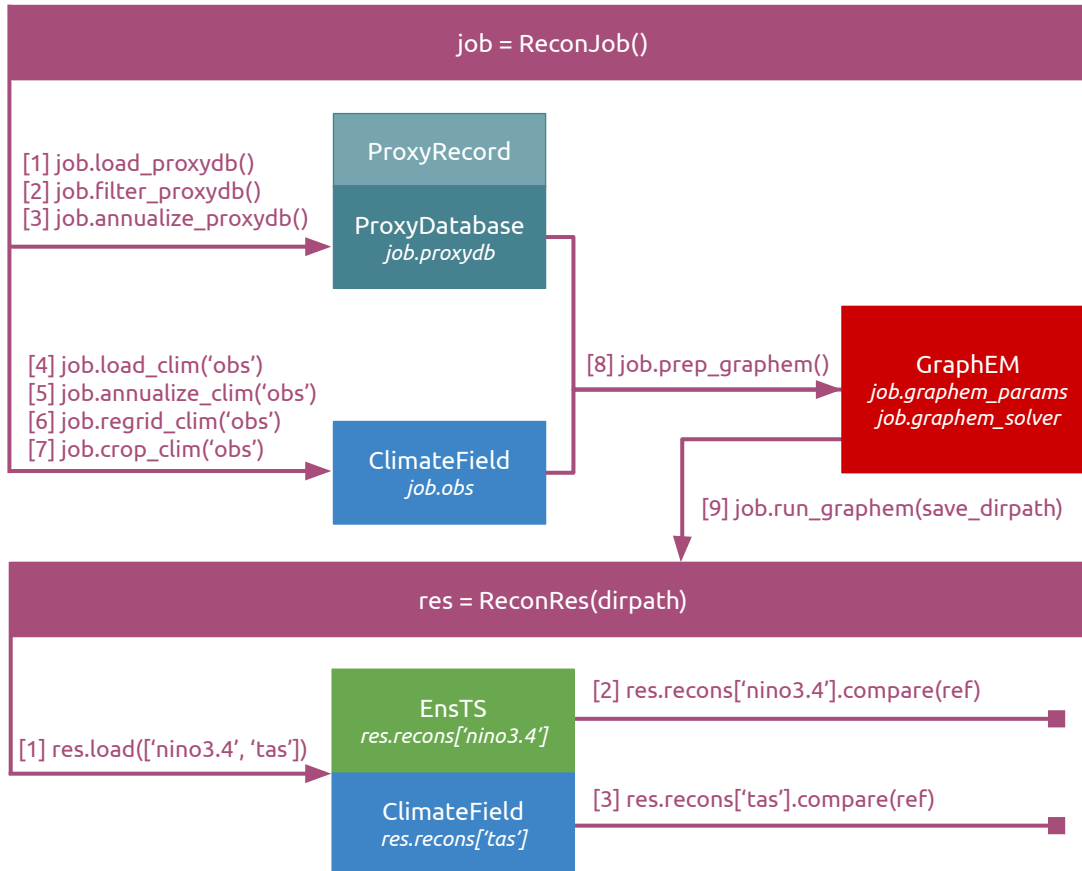 job = ReconJob()
[1] job.load_proxydb()
[2] job.filter_proxydb()
[3] job.annualize_proxydb()
ProxyRecord
ProxyDatabase
job.proxydb
[4] job.load_clim(‘obs’)
[5] job.annualize_clim(‘obs’)
[6] job.regrid_clim(‘obs’)
[7] job.crop_clim(‘obs’)
ClimateField
job.obs
[8] job.prep_graphem()
GraphEM
job.graphem_params
job.graphem_solver
[9] job.run_graphem(save_dirpath)
res = ReconRes(dirpath)
[1] res.load([‘nino3.4’, ‘tas’])
EnsTS
res.recons[‘nino3.4’]
ClimateField
res.recons[‘tas’]
[2] res.recons[‘nino3.4’].compare(ref)
[3] res.recons[‘tas’].compare(ref)